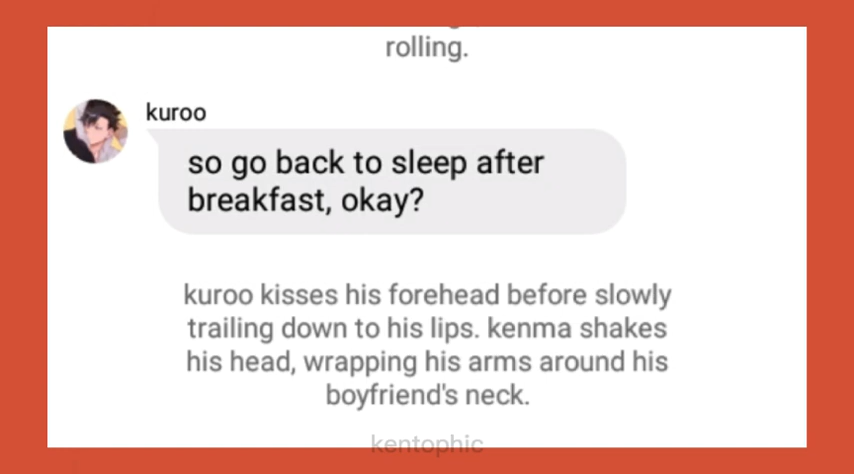 rolling.
kuroo
so go back to sleep after
breakfast, okay?
kuroo kisses his forehead before slowly
trailing down to his lips. kenma shakes
his head, wrapping his arms around his
boyfriend's neck.
kentophic